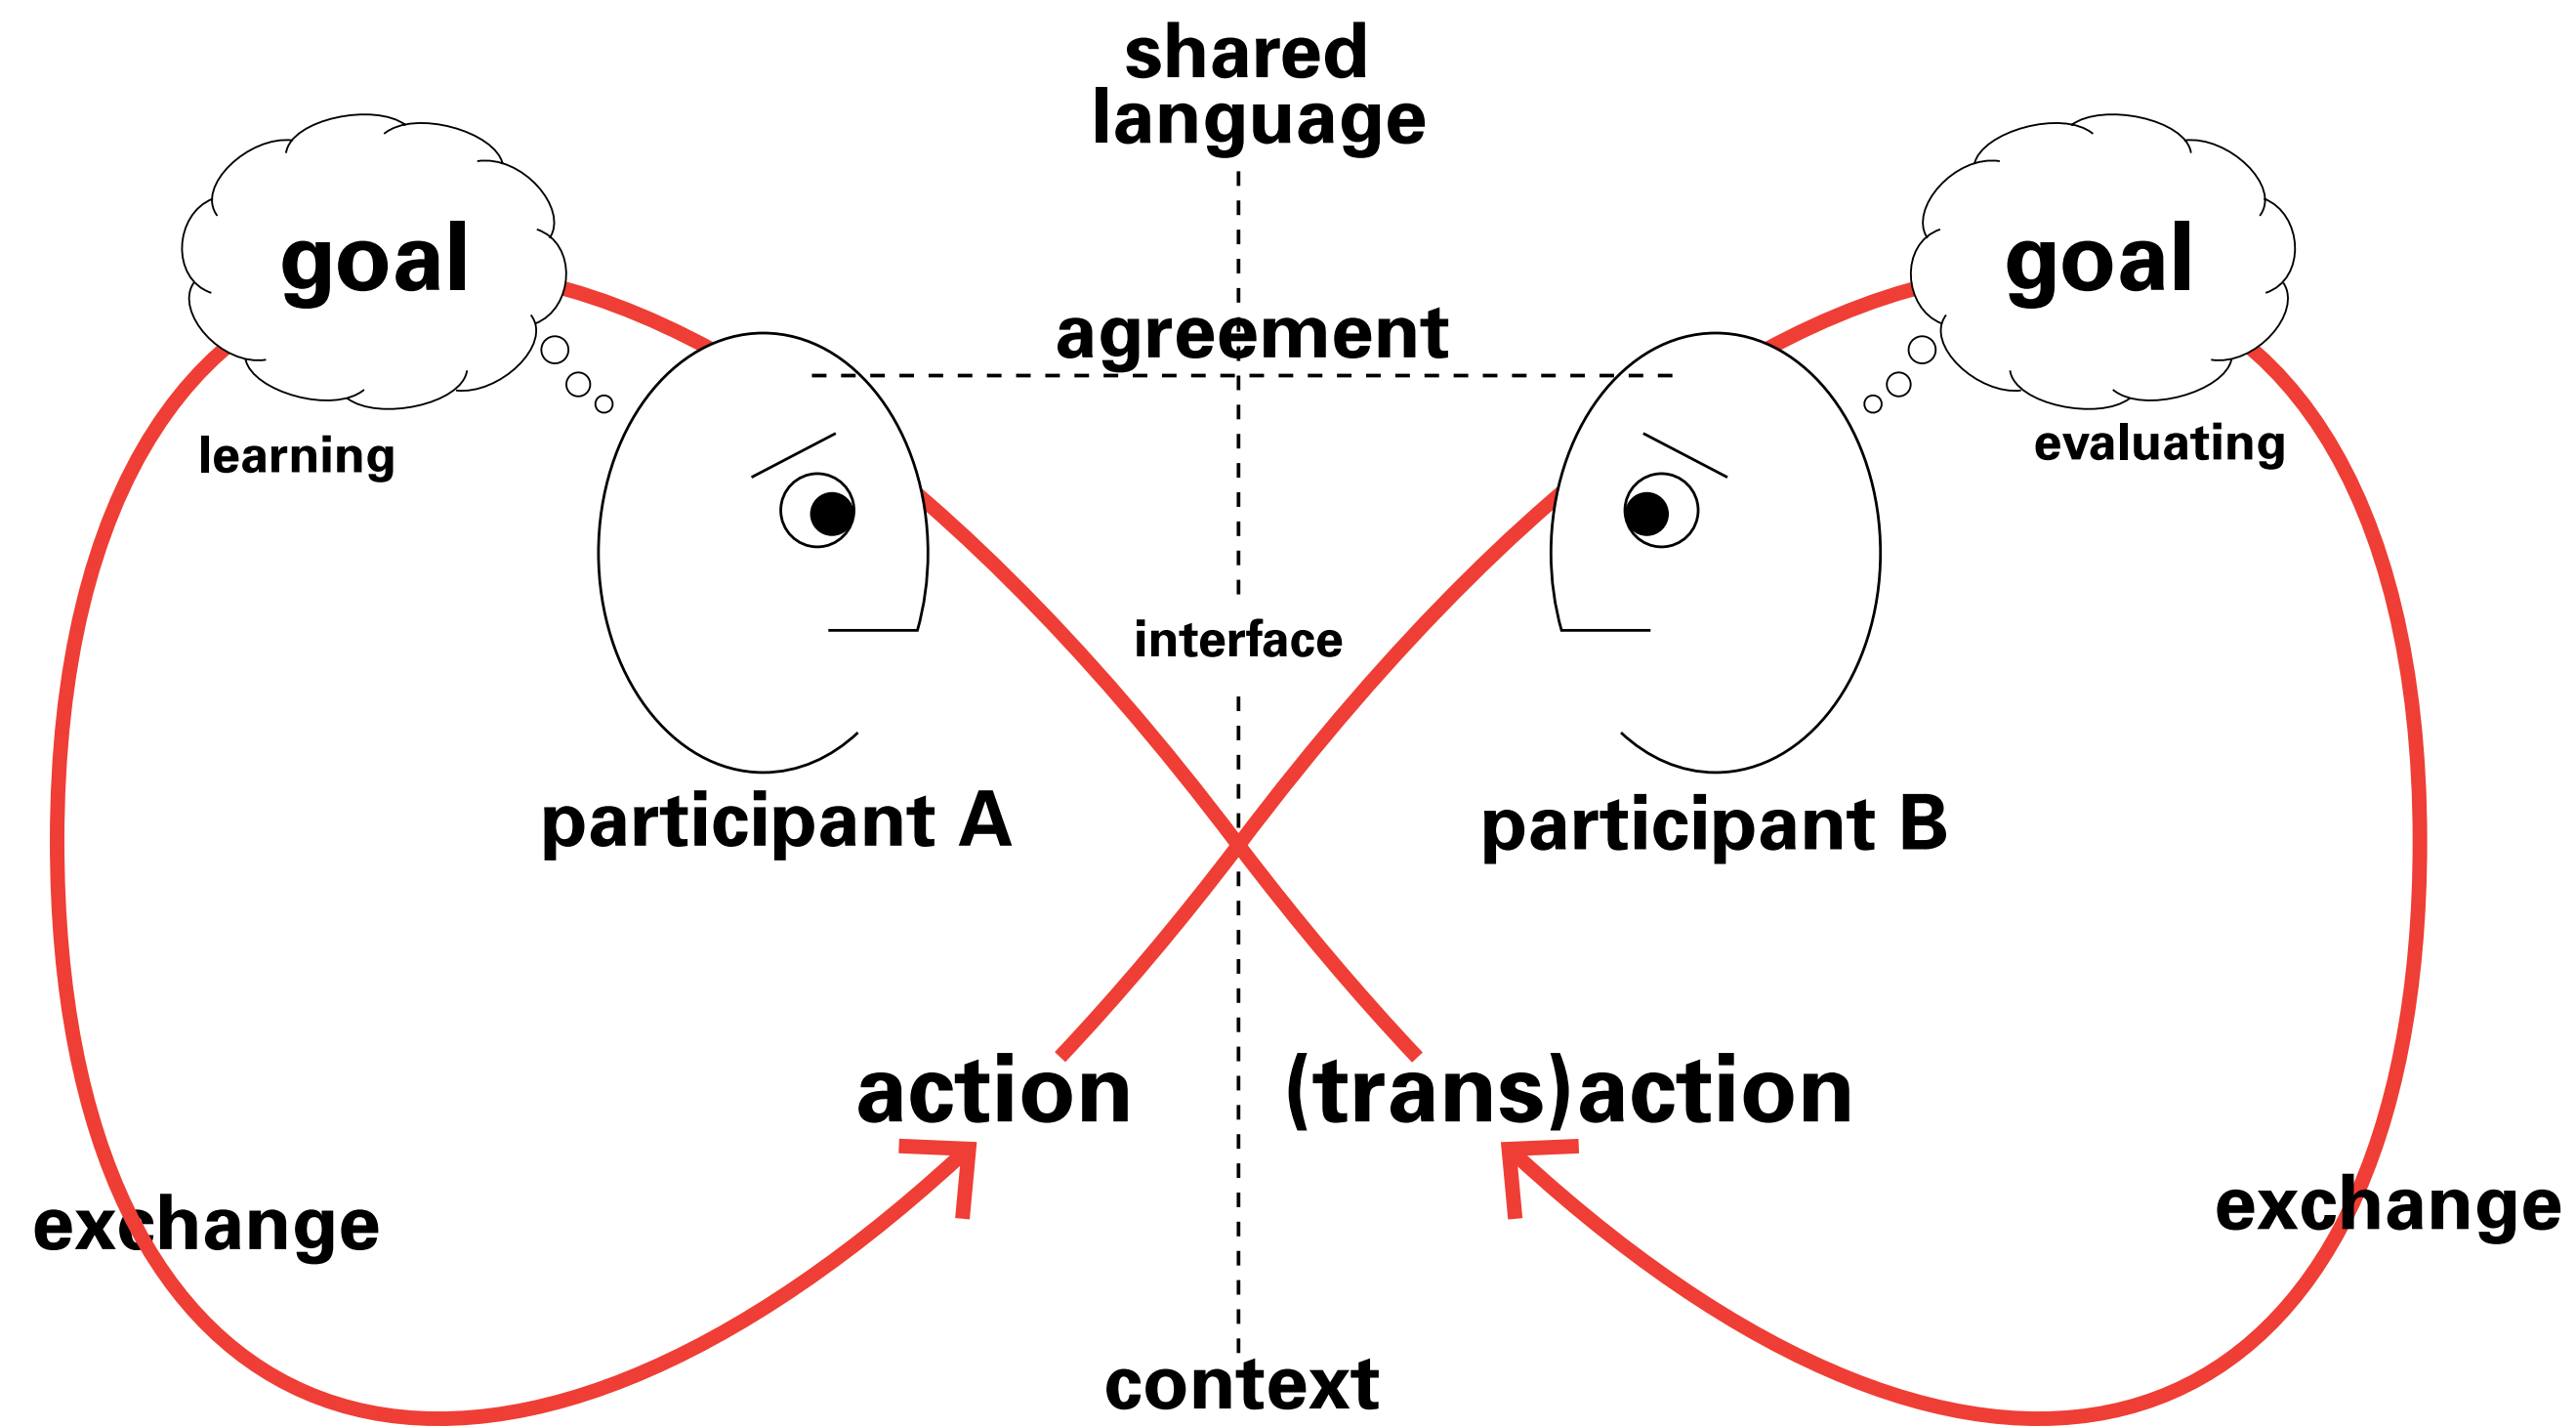 shared
language
goal
goal
agreement
learning
evaluating
interface
participant A
participant B
action
(trans)action
exchange
exchange
context